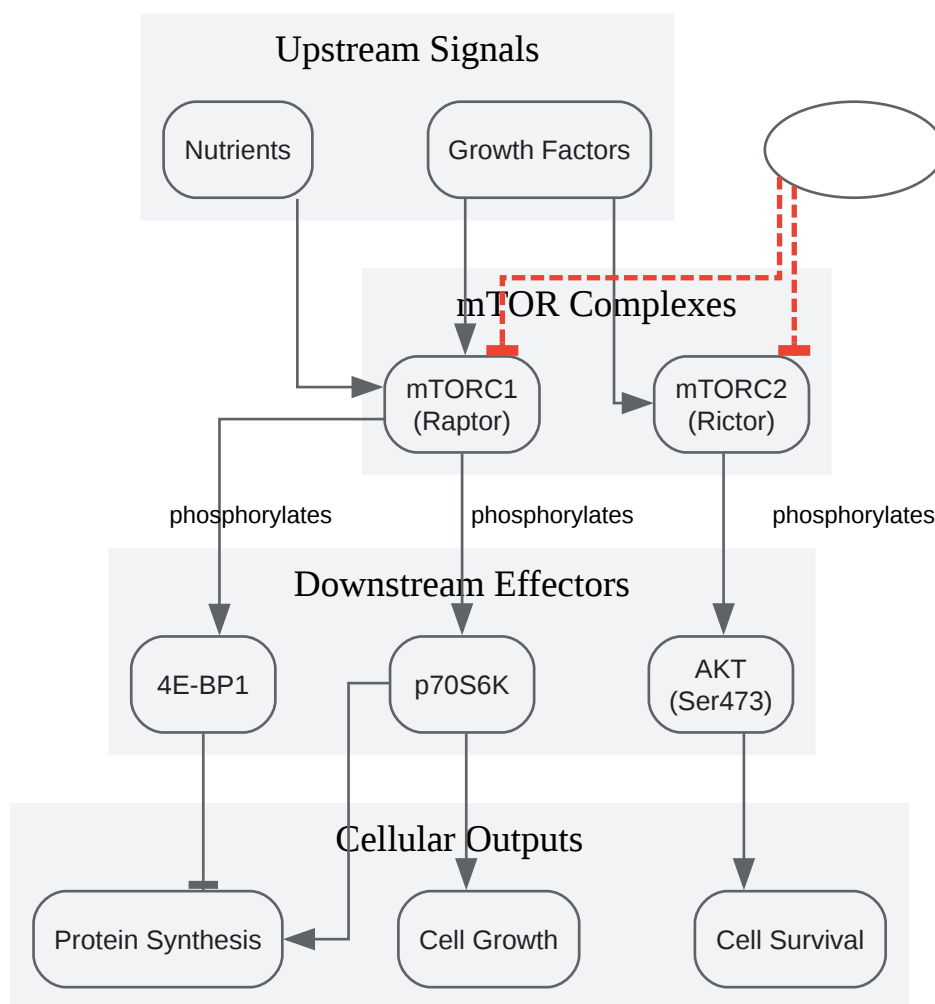 Upstream Signals
Nutrients
Growth Factors
mTOR Complexes
mTORC1
(Raptor)
mTORC2
(Rictor)
phosphorylates
phosphorylates
phosphorylates
Downstream Effectors
4E-BP1
p70S6K
AKT
(Ser473)
Cellular Outputs
Protein Synthesis
Cell Growth
Cell Survival